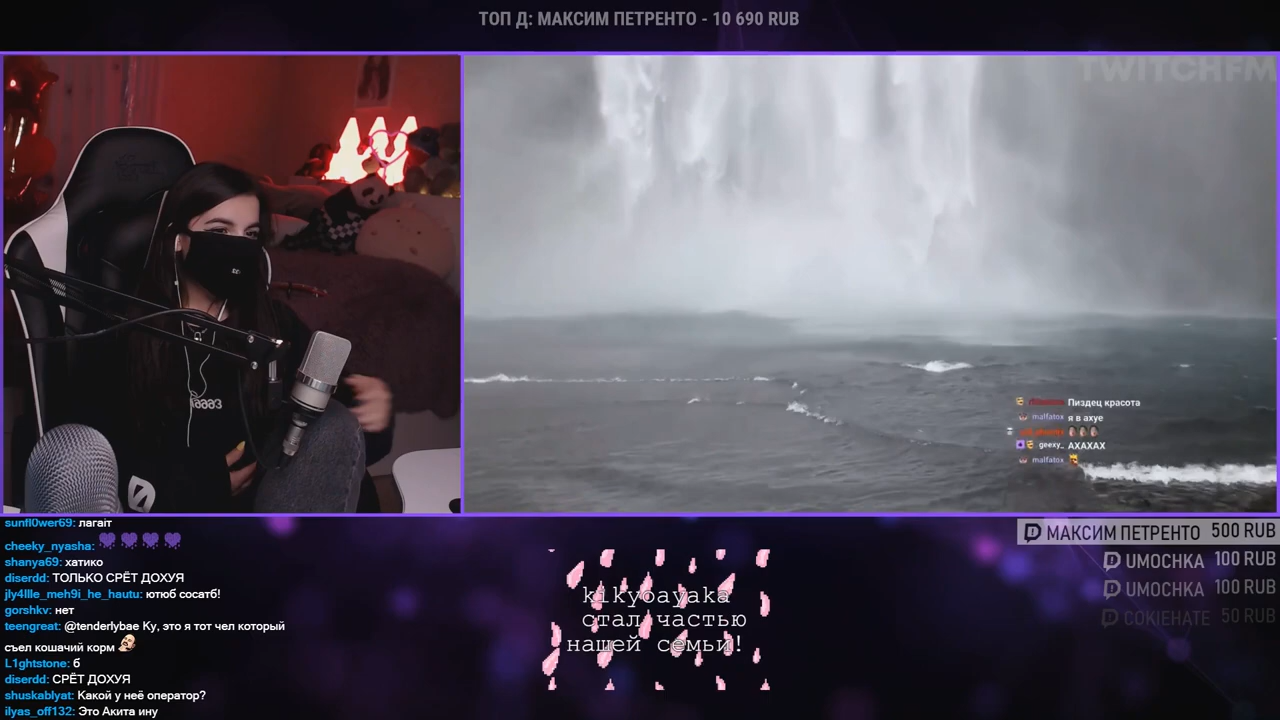 ТОП Д: МАКСИМ ПЕТРЕНТО - 10 690 RUB
TWITCHFM
Пиздец красота
malfatox я в ахуе
geexy_ АХАХАХ
malfatox
sunfl0wer69: лагаіт
cheeky_nyasha:
shanya69: хатико
diserdd: ТОЛЬКО СРЁТ ДОХУЯ
jly4IIIe_meh9i_he_hautu: ютюб сосатб!
gorshkv: нет
teengreat: @tenderlybae Ку, это я тот чел который
съел кошачий корм
L1ghtstone: б
diserdd: СРЁТ ДОХУЯ
shuskablyat: Какой у неё оператор?
ilyas_off132: Это Акита ину
kikyoayaka
стал частью
нашей семьи!
МАКСИМ ПЕТРЕНТО 500 RUB
UMOCHKA 100 RUB
UMOCHKA 100 RUB
COKIEHATE 50 RUB